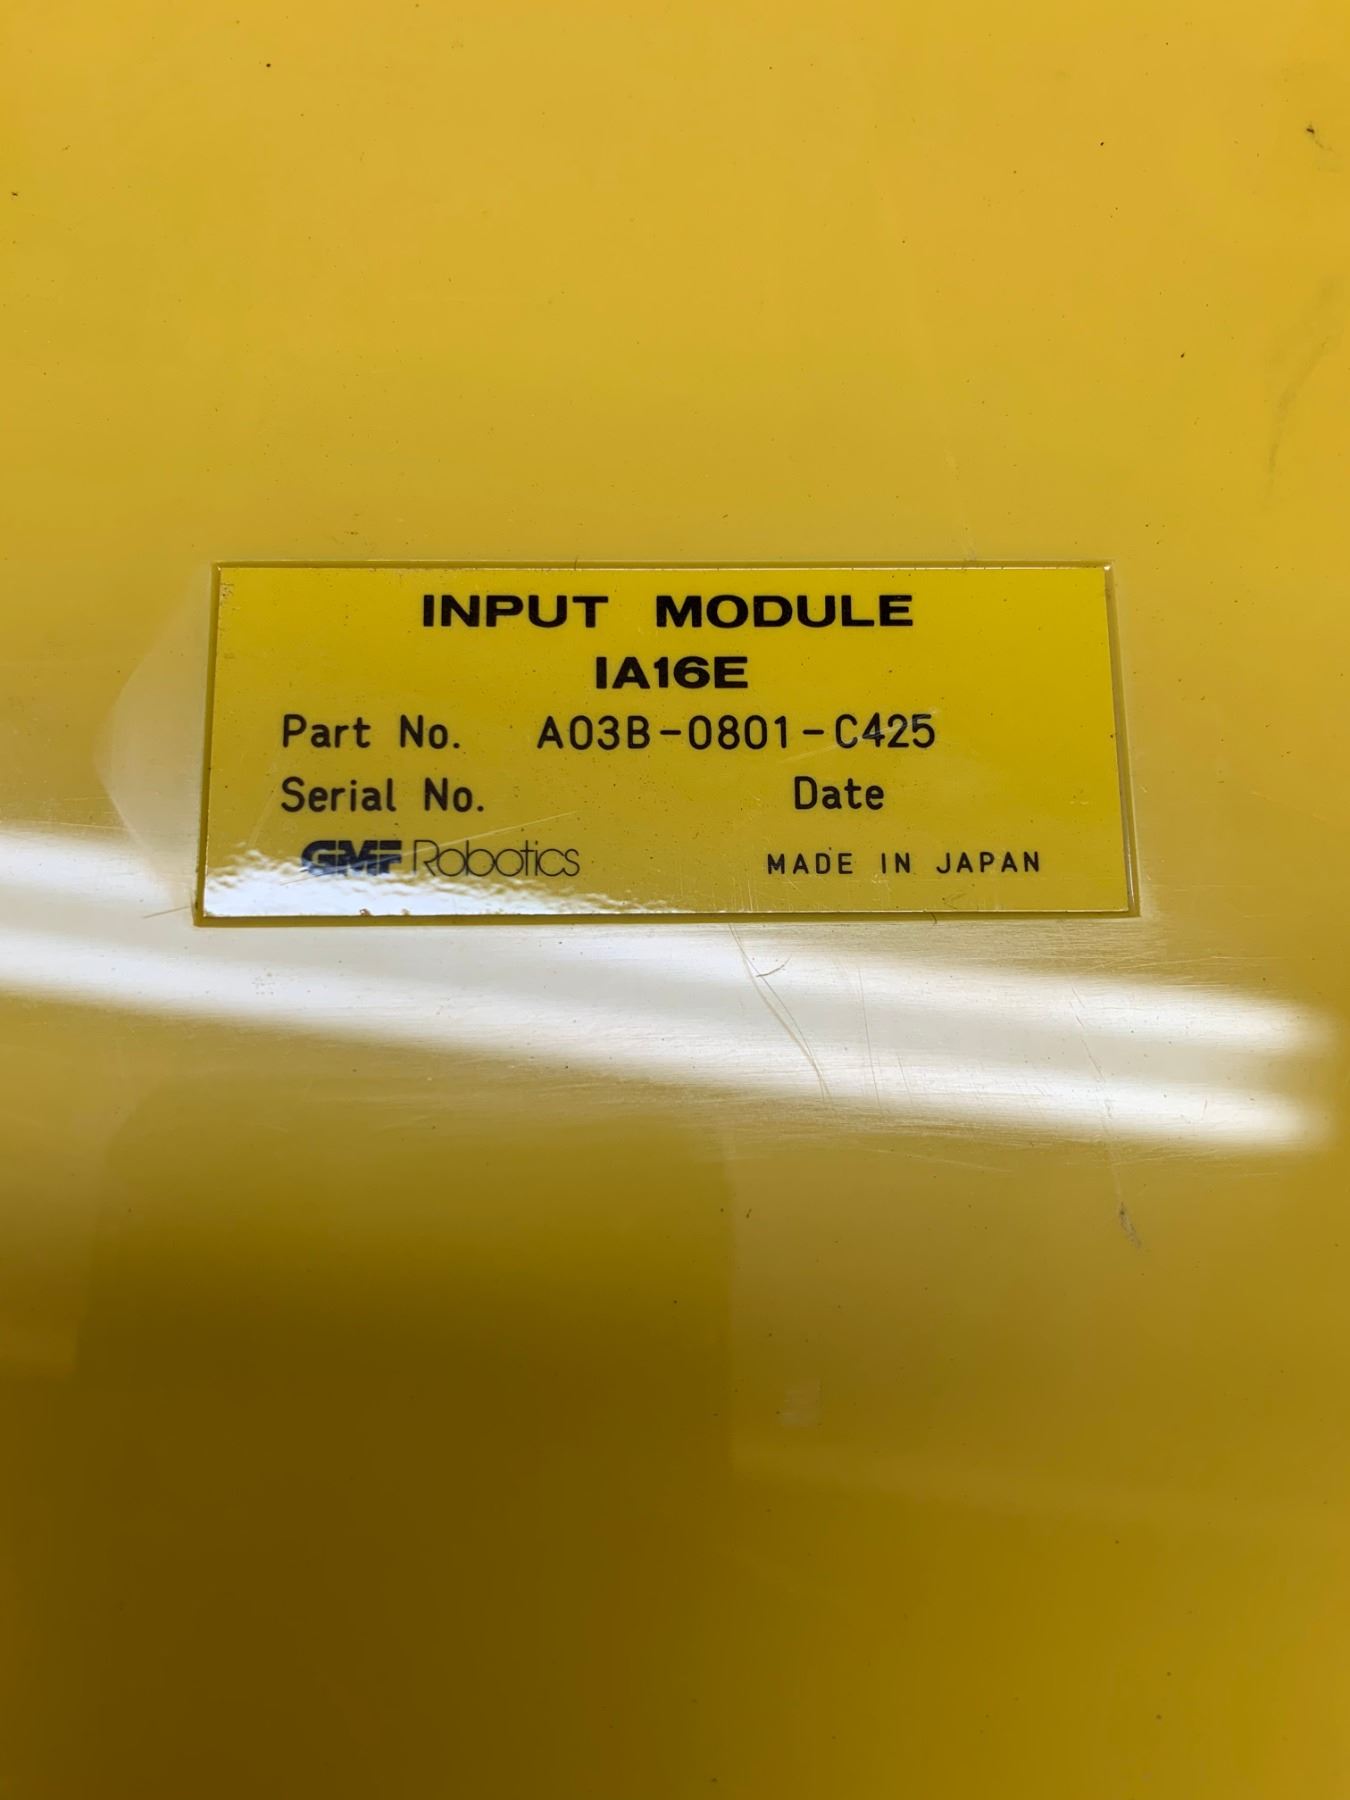 INPUT MODULE
IA16E
Part No. A03B-0801-C425
Serial No. Date
GMF Robotics MADE IN JAPAN